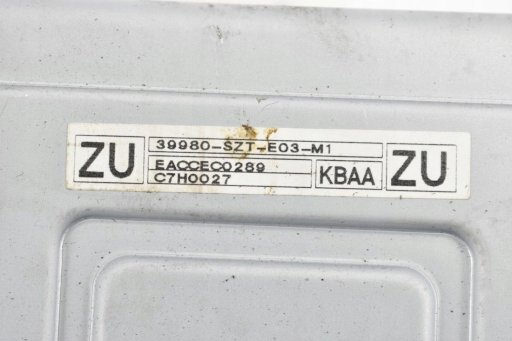 ZU 39980-SZT-E03-M1 ZU
EACCEC0289 KBAA
C7H0027